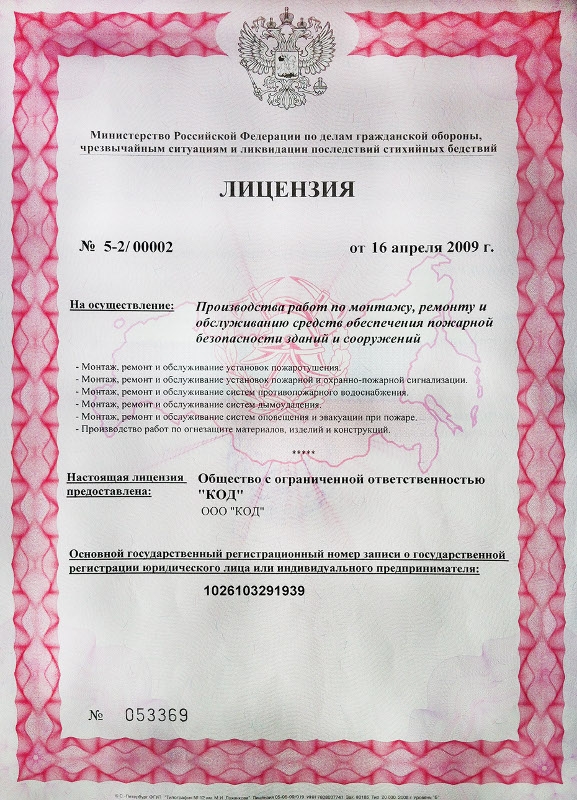 Министерство Российской Федерации по делам гражданской обороны,
чрезвычайным ситуациям и ликвидации последствий стихийных бедствий
ЛИЦЕНЗИЯ
№ 5-2/ 00002 от 16 апреля 2009 г.
На осуществление: Производства работ по монтажу, ремонту и
обслуживанию средств обеспечения пожарной
безопасности зданий и сооружений
- Монтаж, ремонт и обслуживание установок пожаротушения.
- Монтаж, ремонт и обслуживание установок пожарной и охранно-пожарной сигнализации.
- Монтаж, ремонт и обслуживание систем противопожарного водоснабжения.
- Монтаж, ремонт и обслуживание систем дымоудаления.
- Монтаж, ремонт и обслуживание систем оповещения и эвакуации при пожаре.
- Производство работ по огнезащите материалов, изделий и конструкций.
*****
Настоящая лицензия Общество с ограниченной ответственностью
предоставлена: "КОД"
ООО "КОД"
Основной государственный регистрационный номер записи о государственной
регистрации юридического лица или индивидуального предпринимателя:
1026103291939
№ 053369